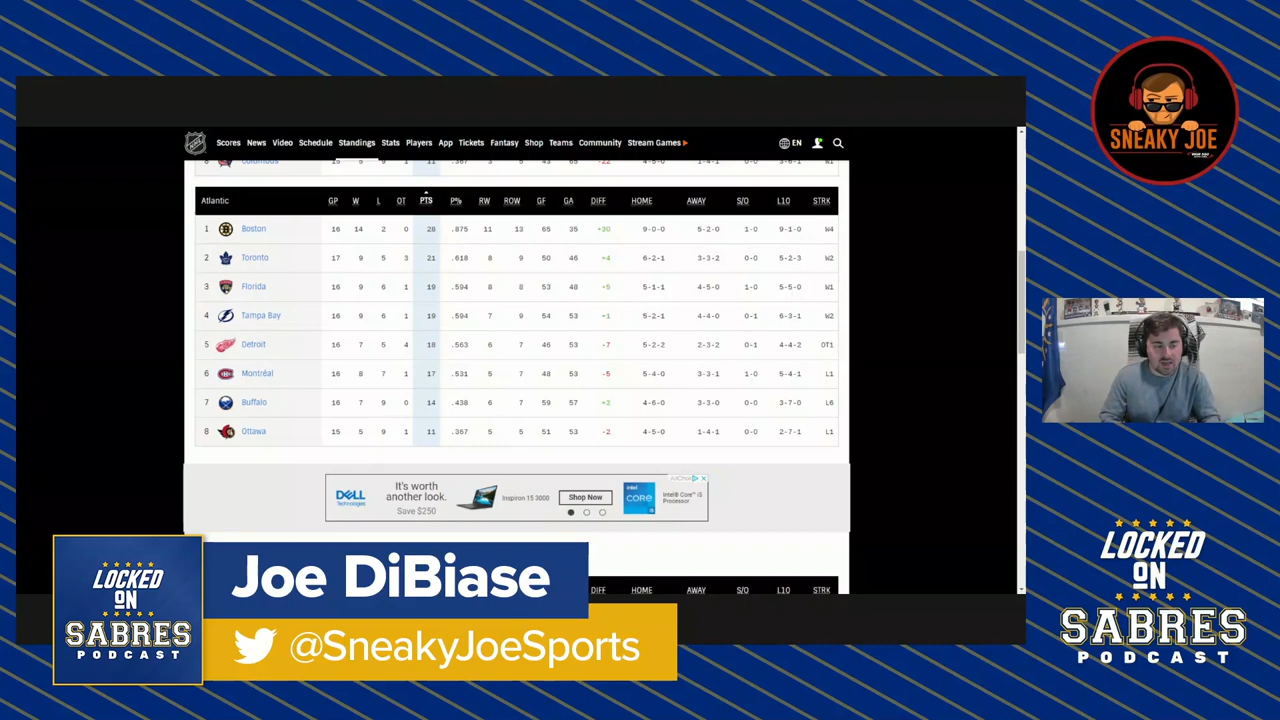 SNEAKY JOE
Scores News Video Schedule Standings Stats Players App Tickets Fantasy Shop Teams Community Stream Games EN
Atlantic GP W L OT PTS P% RW ROW GF GA DIFF HOME AWAY S/O L10 STRK
1 Boston 16 14 2 0 28 .875 11 13 65 35 +30 9-0-0 5-2-0 1-0 9-1-0 W4
2 Toronto 17 9 5 3 21 .618 8 9 50 46 +4 6-2-1 3-3-2 0-0 5-2-3 W2
3 Florida 16 9 6 1 19 .594 8 8 53 48 +5 5-1-1 4-5-0 1-0 5-5-0 W1
4 Tampa Bay 16 9 6 1 19 .594 7 9 54 53 +1 5-2-1 4-4-0 0-1 6-3-1 W2
5 Detroit 16 7 5 4 18 .563 6 7 46 53 -7 5-2-2 2-3-2 0-1 4-4-2 OT1
6 Montréal 16 8 7 1 17 .531 5 7 48 53 -5 5-4-0 3-3-1 1-0 5-4-1 L1
7 Buffalo 16 7 9 0 14 .438 6 7 59 57 +2 4-6-0 3-3-0 0-0 3-7-0 L6
8 Ottawa 15 5 9 1 11 .367 5 5 51 53 -2 4-5-0 1-4-1 0-0 2-7-1 L1
DELL
Technologies
It's worth
another look.
Save $250
Inspiron 15 3000
Shop Now
intel
CORE
i5
Intel® Core™ i5
Processor
DIFF HOME AWAY S/O L10 STRK
LOCKED
ON
SABRES
PODCAST
Joe DiBiase
@SneakyJoeSports
LOCKED
ON
SABRES
PODCAST